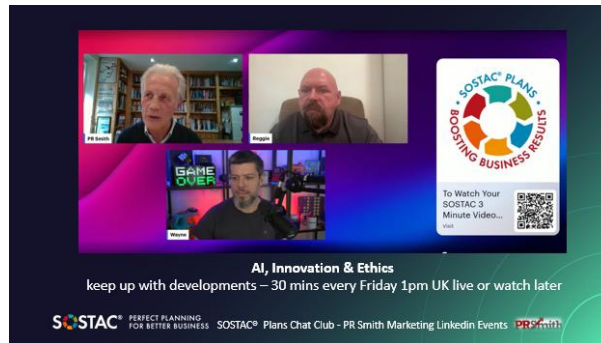 PR Smith
Reggie
GAME
OVER
Wayne
SOSTAC® PLANS
BOOSTING BUSINESS RESULTS
To Watch Your
SOSTAC 3
Minute Video...
Visit
AI, Innovation & Ethics
keep up with developments – 30 mins every Friday 1pm UK live or watch later
SOSTAC® PERFECT PLANNING
FOR BETTER BUSINESS
SOSTAC® Plans Chat Club - PR Smith Marketing Linkedin Events
PRSmith